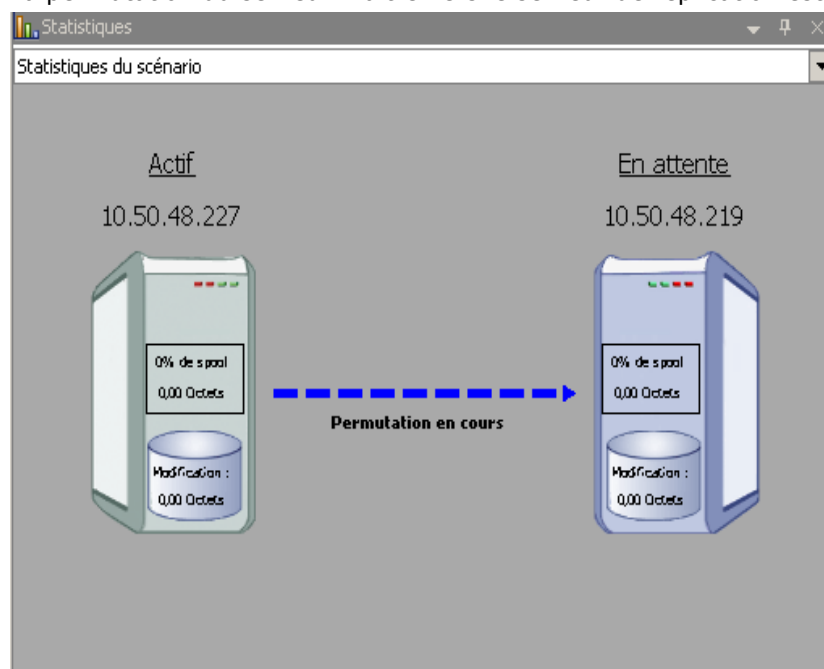 Statistiques
Statistiques du scénario
Actif
En attente
10.50.48.227
10.50.48.219
0% de spool
0,00 Octets
0% de spool
0,00 Octets
Permutation en cours
Modification :
0,00 Octets
Modification :
0,00 Octets